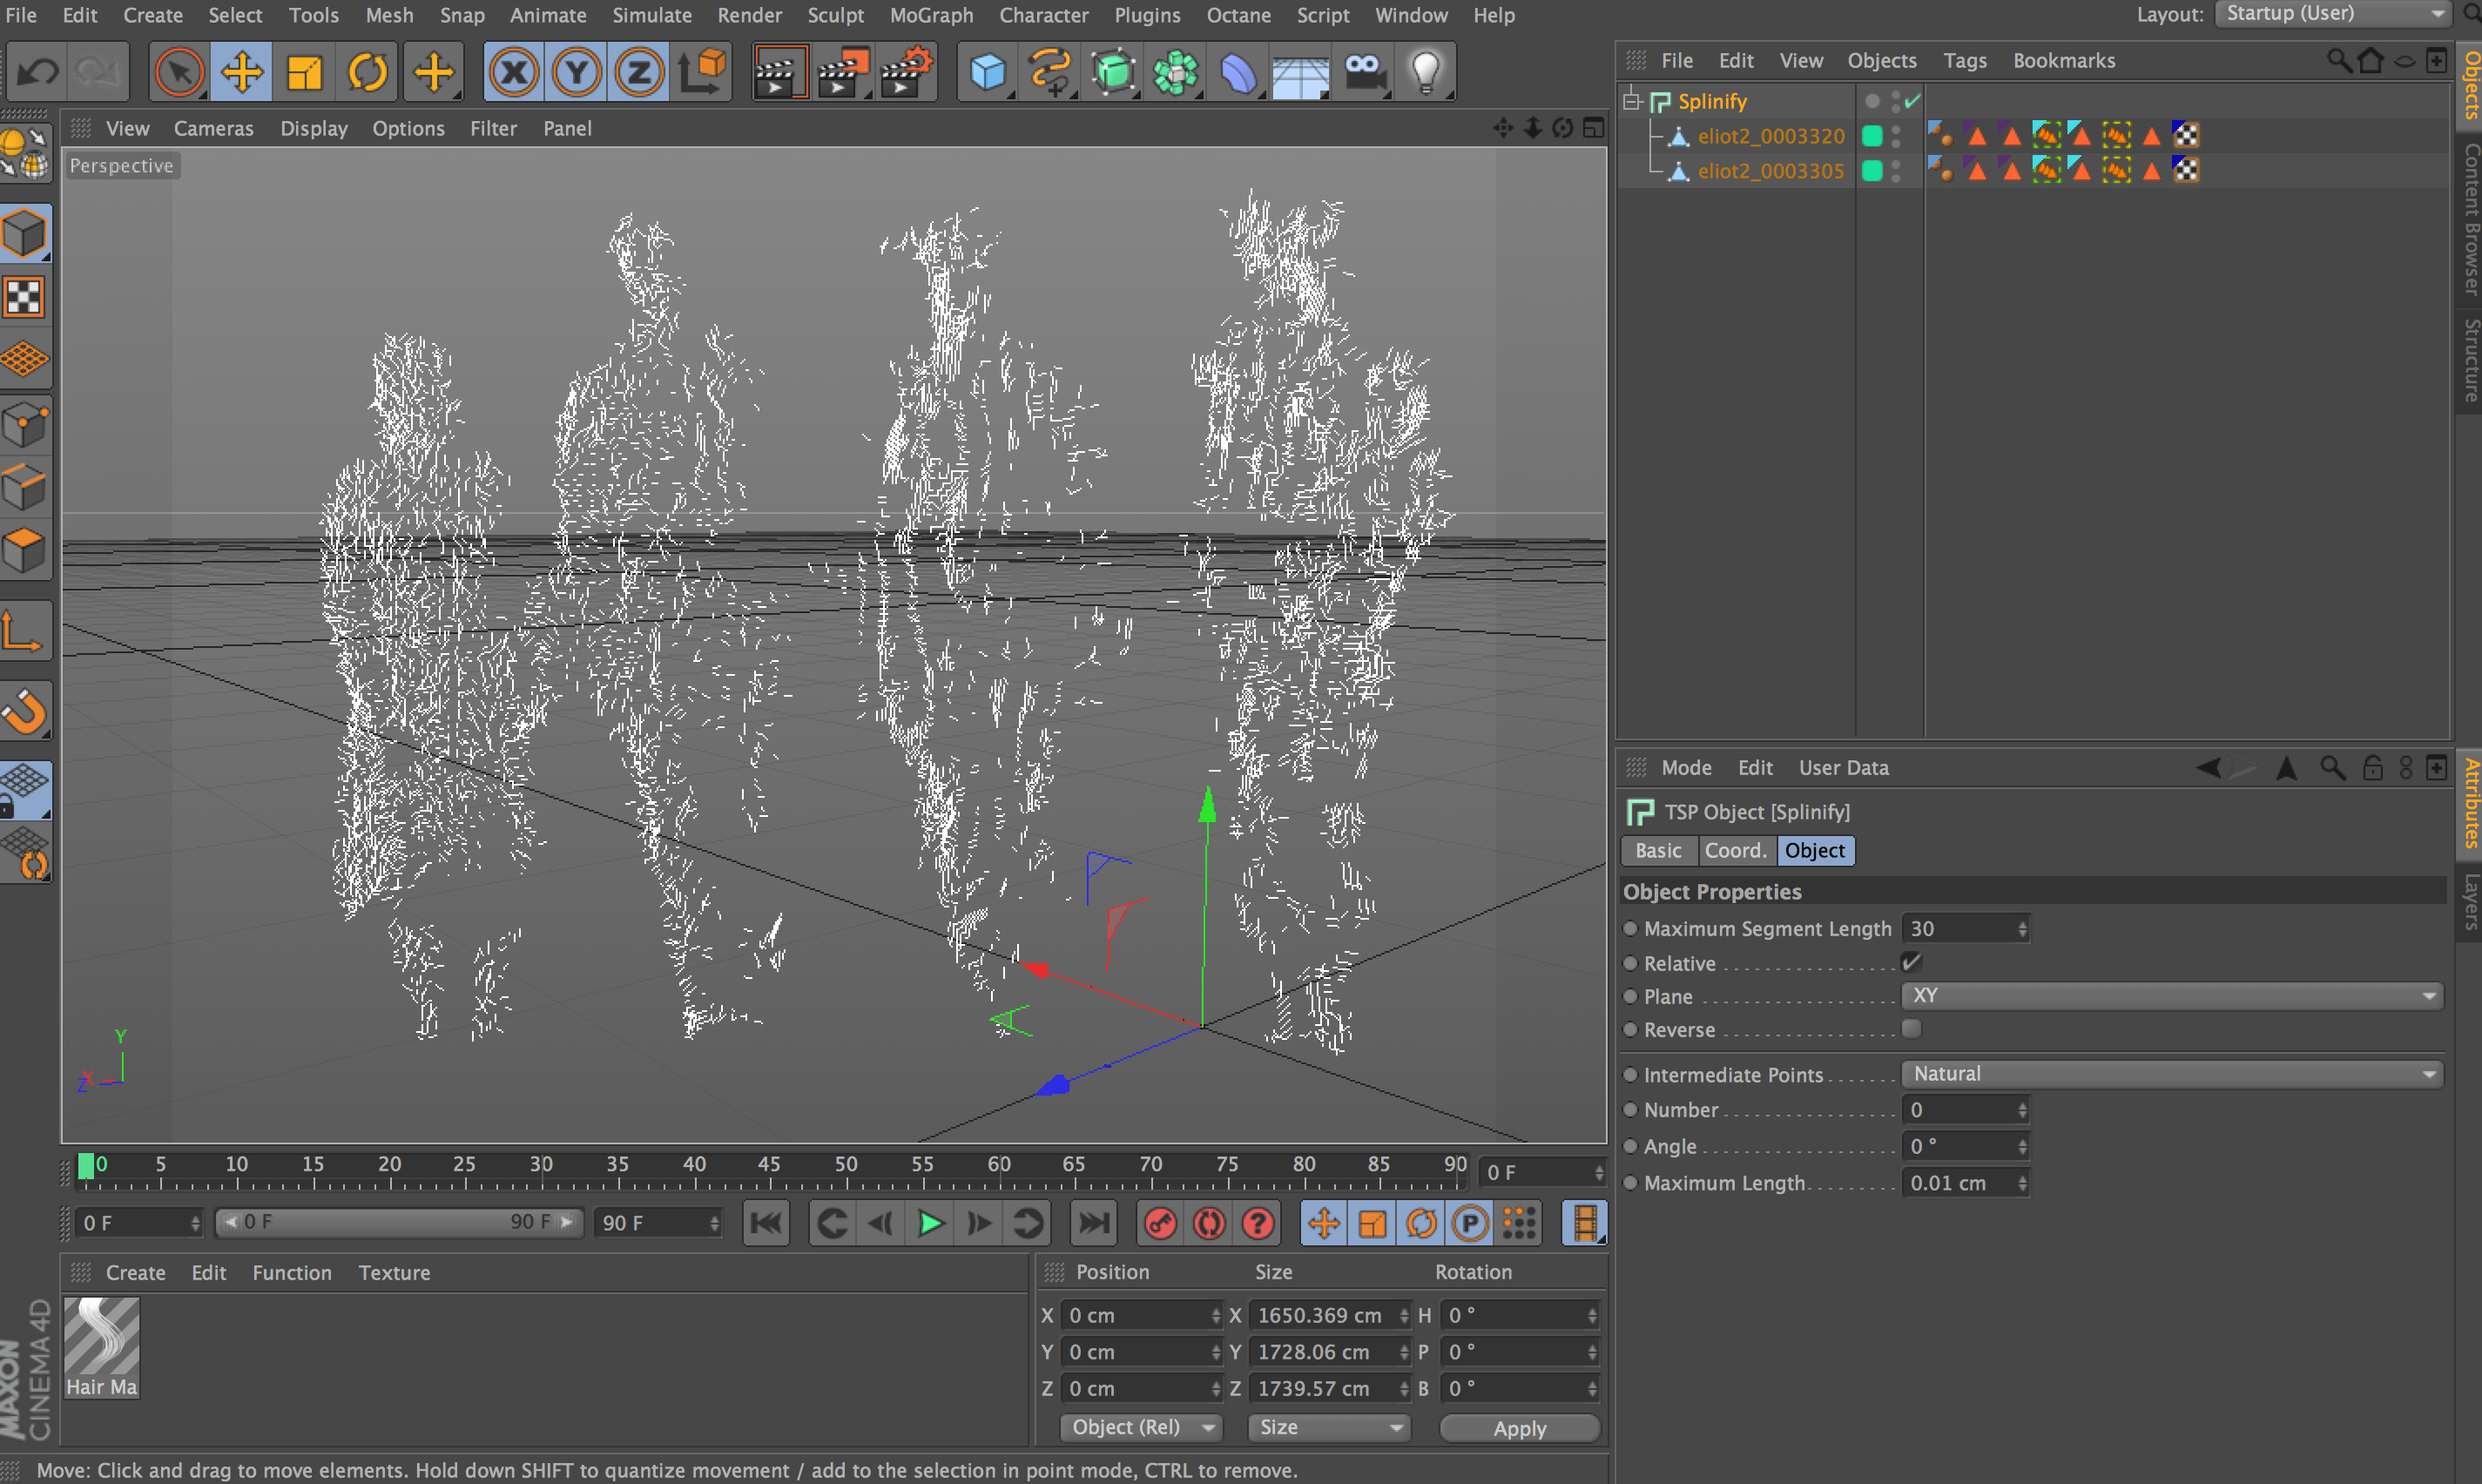 File Edit Create Select Tools Mesh Snap Animate Simulate Render Sculpt MoGraph Character Plugins Octane Script Window Help Layout: Startup (User)
View Cameras Display Options Filter Panel
Perspective
Y
X
Z
0 5 10 15 20 25 30 35 40 45 50 55 60 65 70 75 80 85 90 0 F
0 F 0 F 90 F 90 F
Create Edit Function Texture
Hair Ma
MAXON
CINEMA 4D
Position Size Rotation
X 0 cm X 1650.369 cm H 0 °
Y 0 cm Y 1728.06 cm P 0 °
Z 0 cm Z 1739.57 cm B 0 °
Object (Rel) Size Apply
Move: Click and drag to move elements. Hold down SHIFT to quantize movement / add to the selection in point mode, CTRL to remove.
File Edit View Objects Tags Bookmarks
Splinify
eliot2_0003320
eliot2_0003305
Objects
Content Browser
Structure
Mode Edit User Data
TSP Object [Splinify]
Basic Coord. Object
Object Properties
Maximum Segment Length 30
Relative
Plane XY
Reverse
Intermediate Points Natural
Number 0
Angle 0 °
Maximum Length 0.01 cm
Attributes
Layers